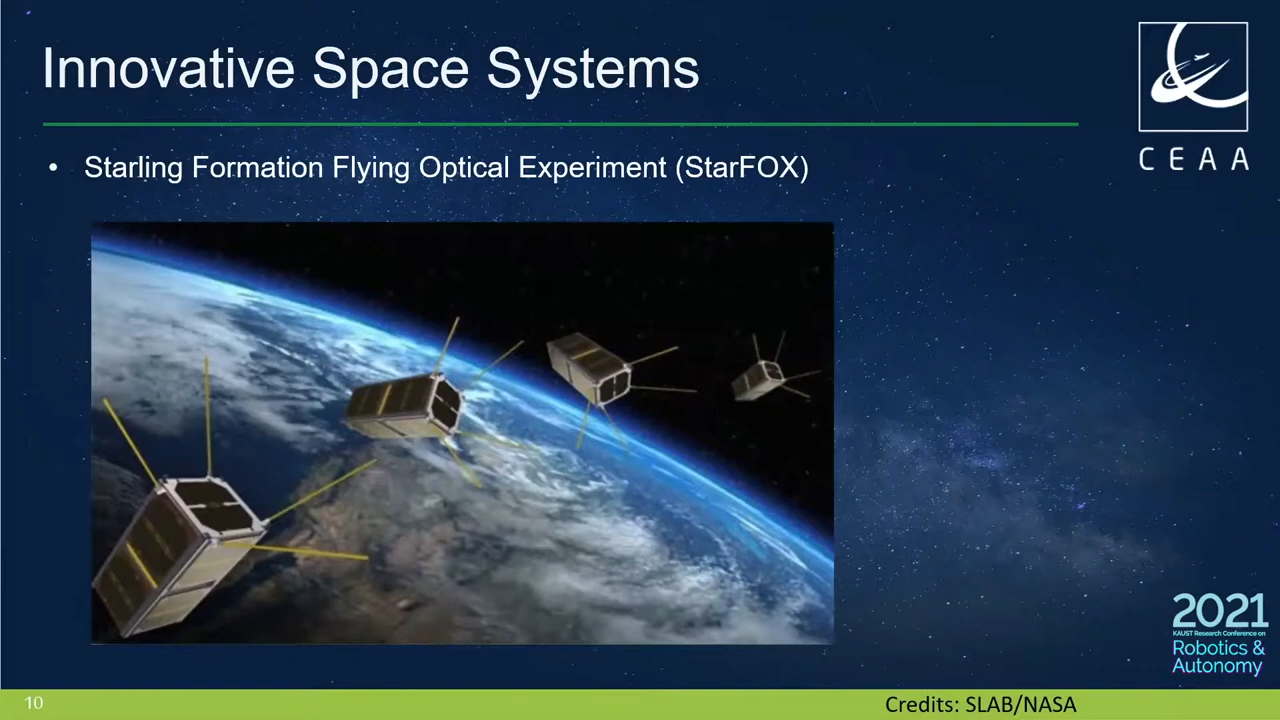 Innovative Space Systems
CEAA
• Starling Formation Flying Optical Experiment (StarFOX)
2021
KAUST Research Conference on
Robotics &
Autonomy
10
Credits: SLAB/NASA